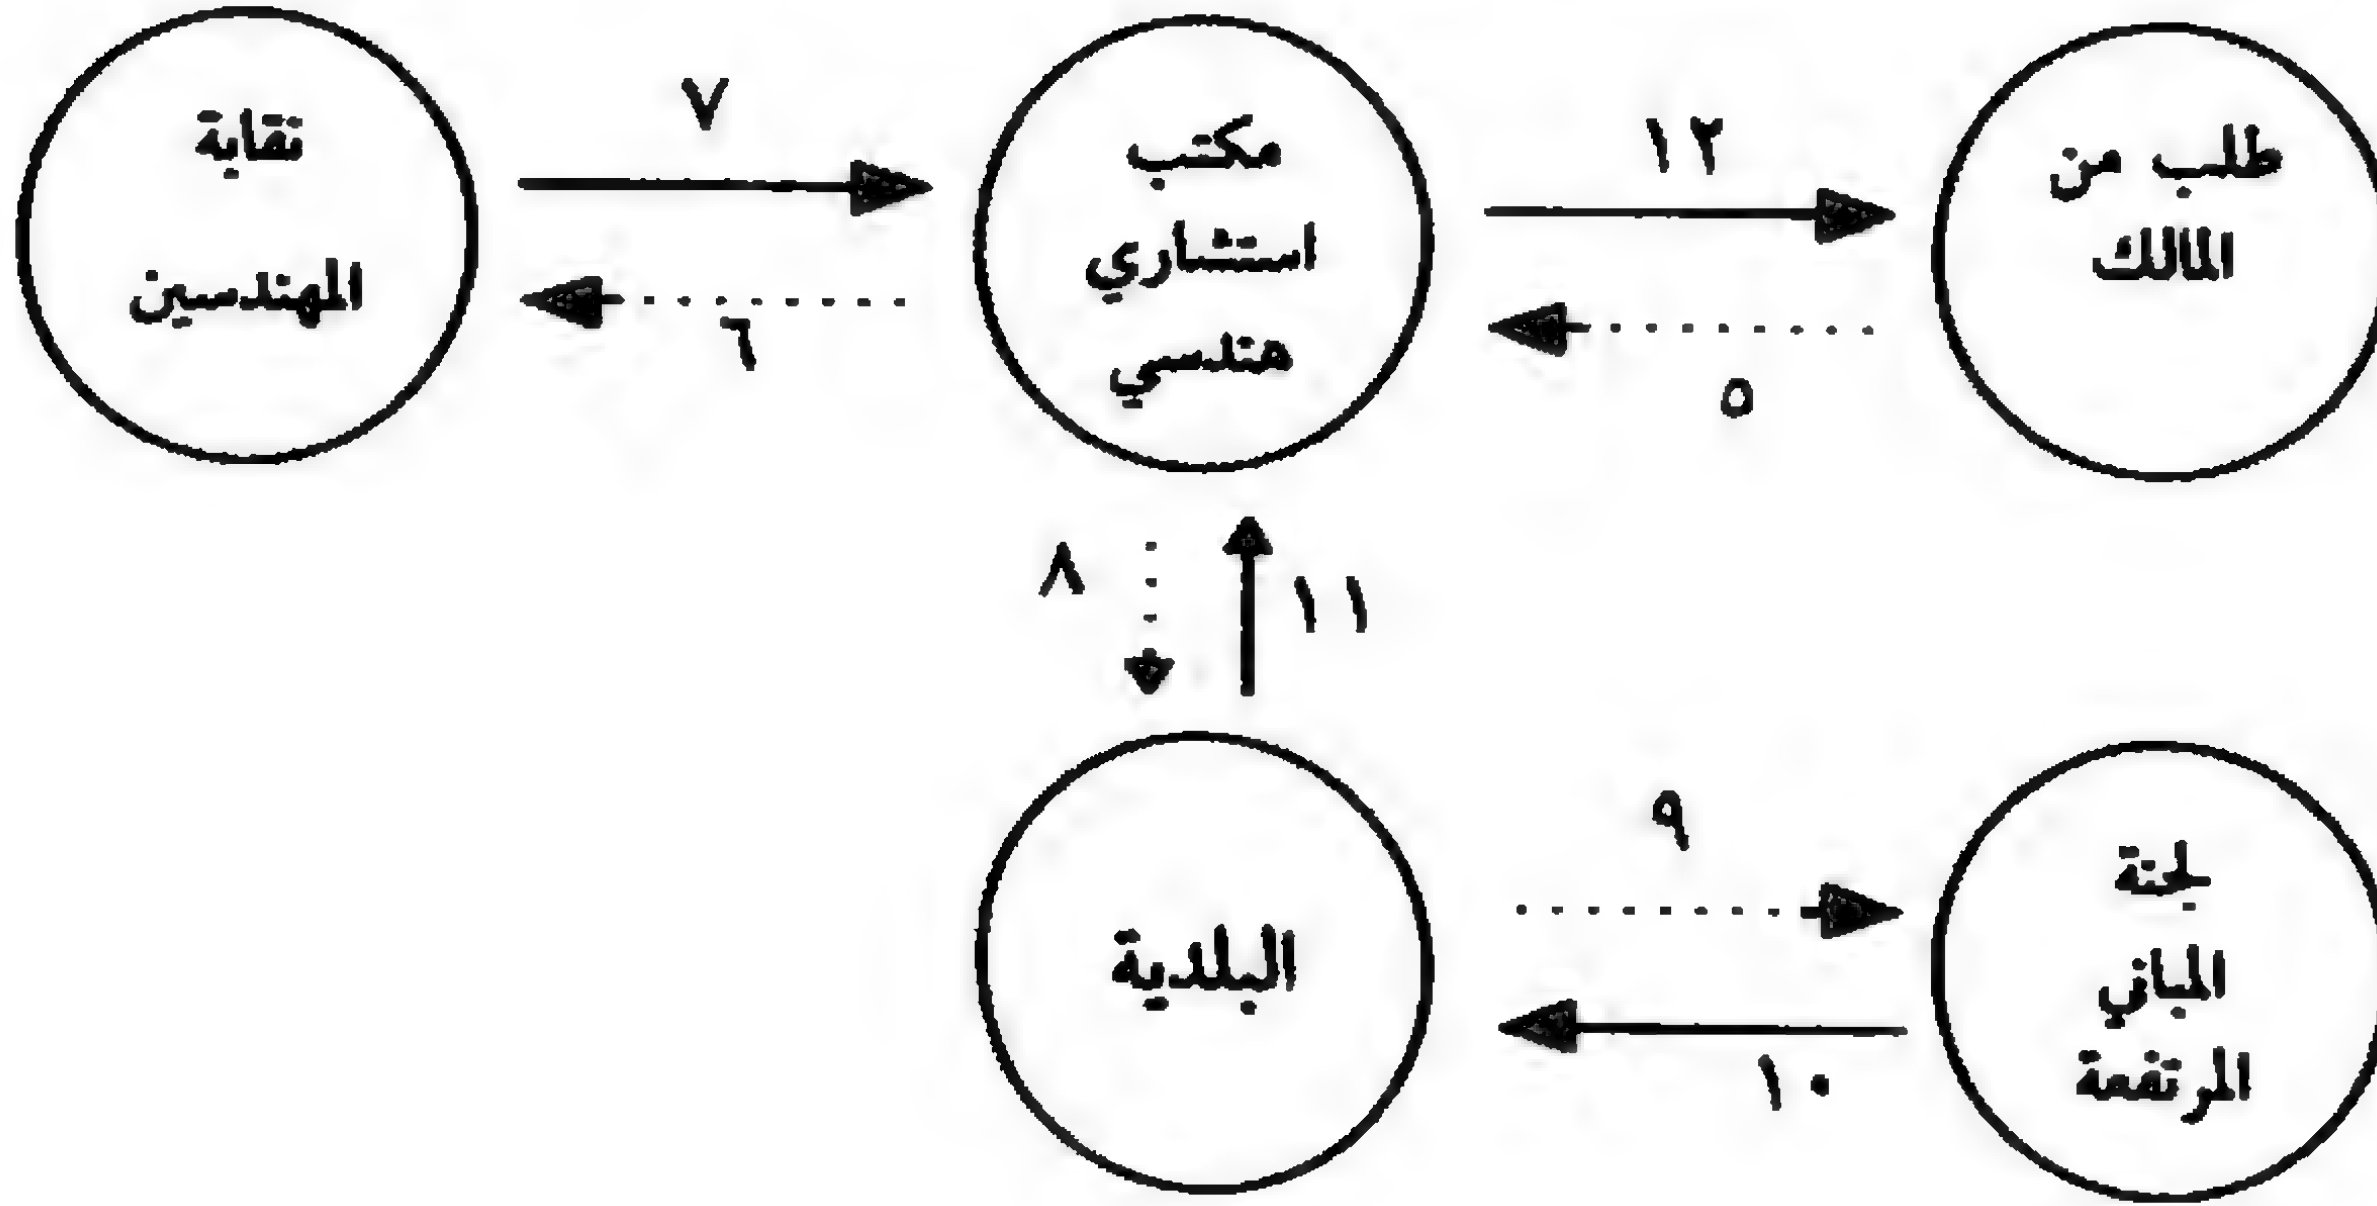 طلب من
المالك
١٢
٥
مكتب
استشاري
هندسي
٧
٦
نقابة
المهندسين
٨
١١
البلدية
٩
١٠
لجنة
المباني
المرتفعة